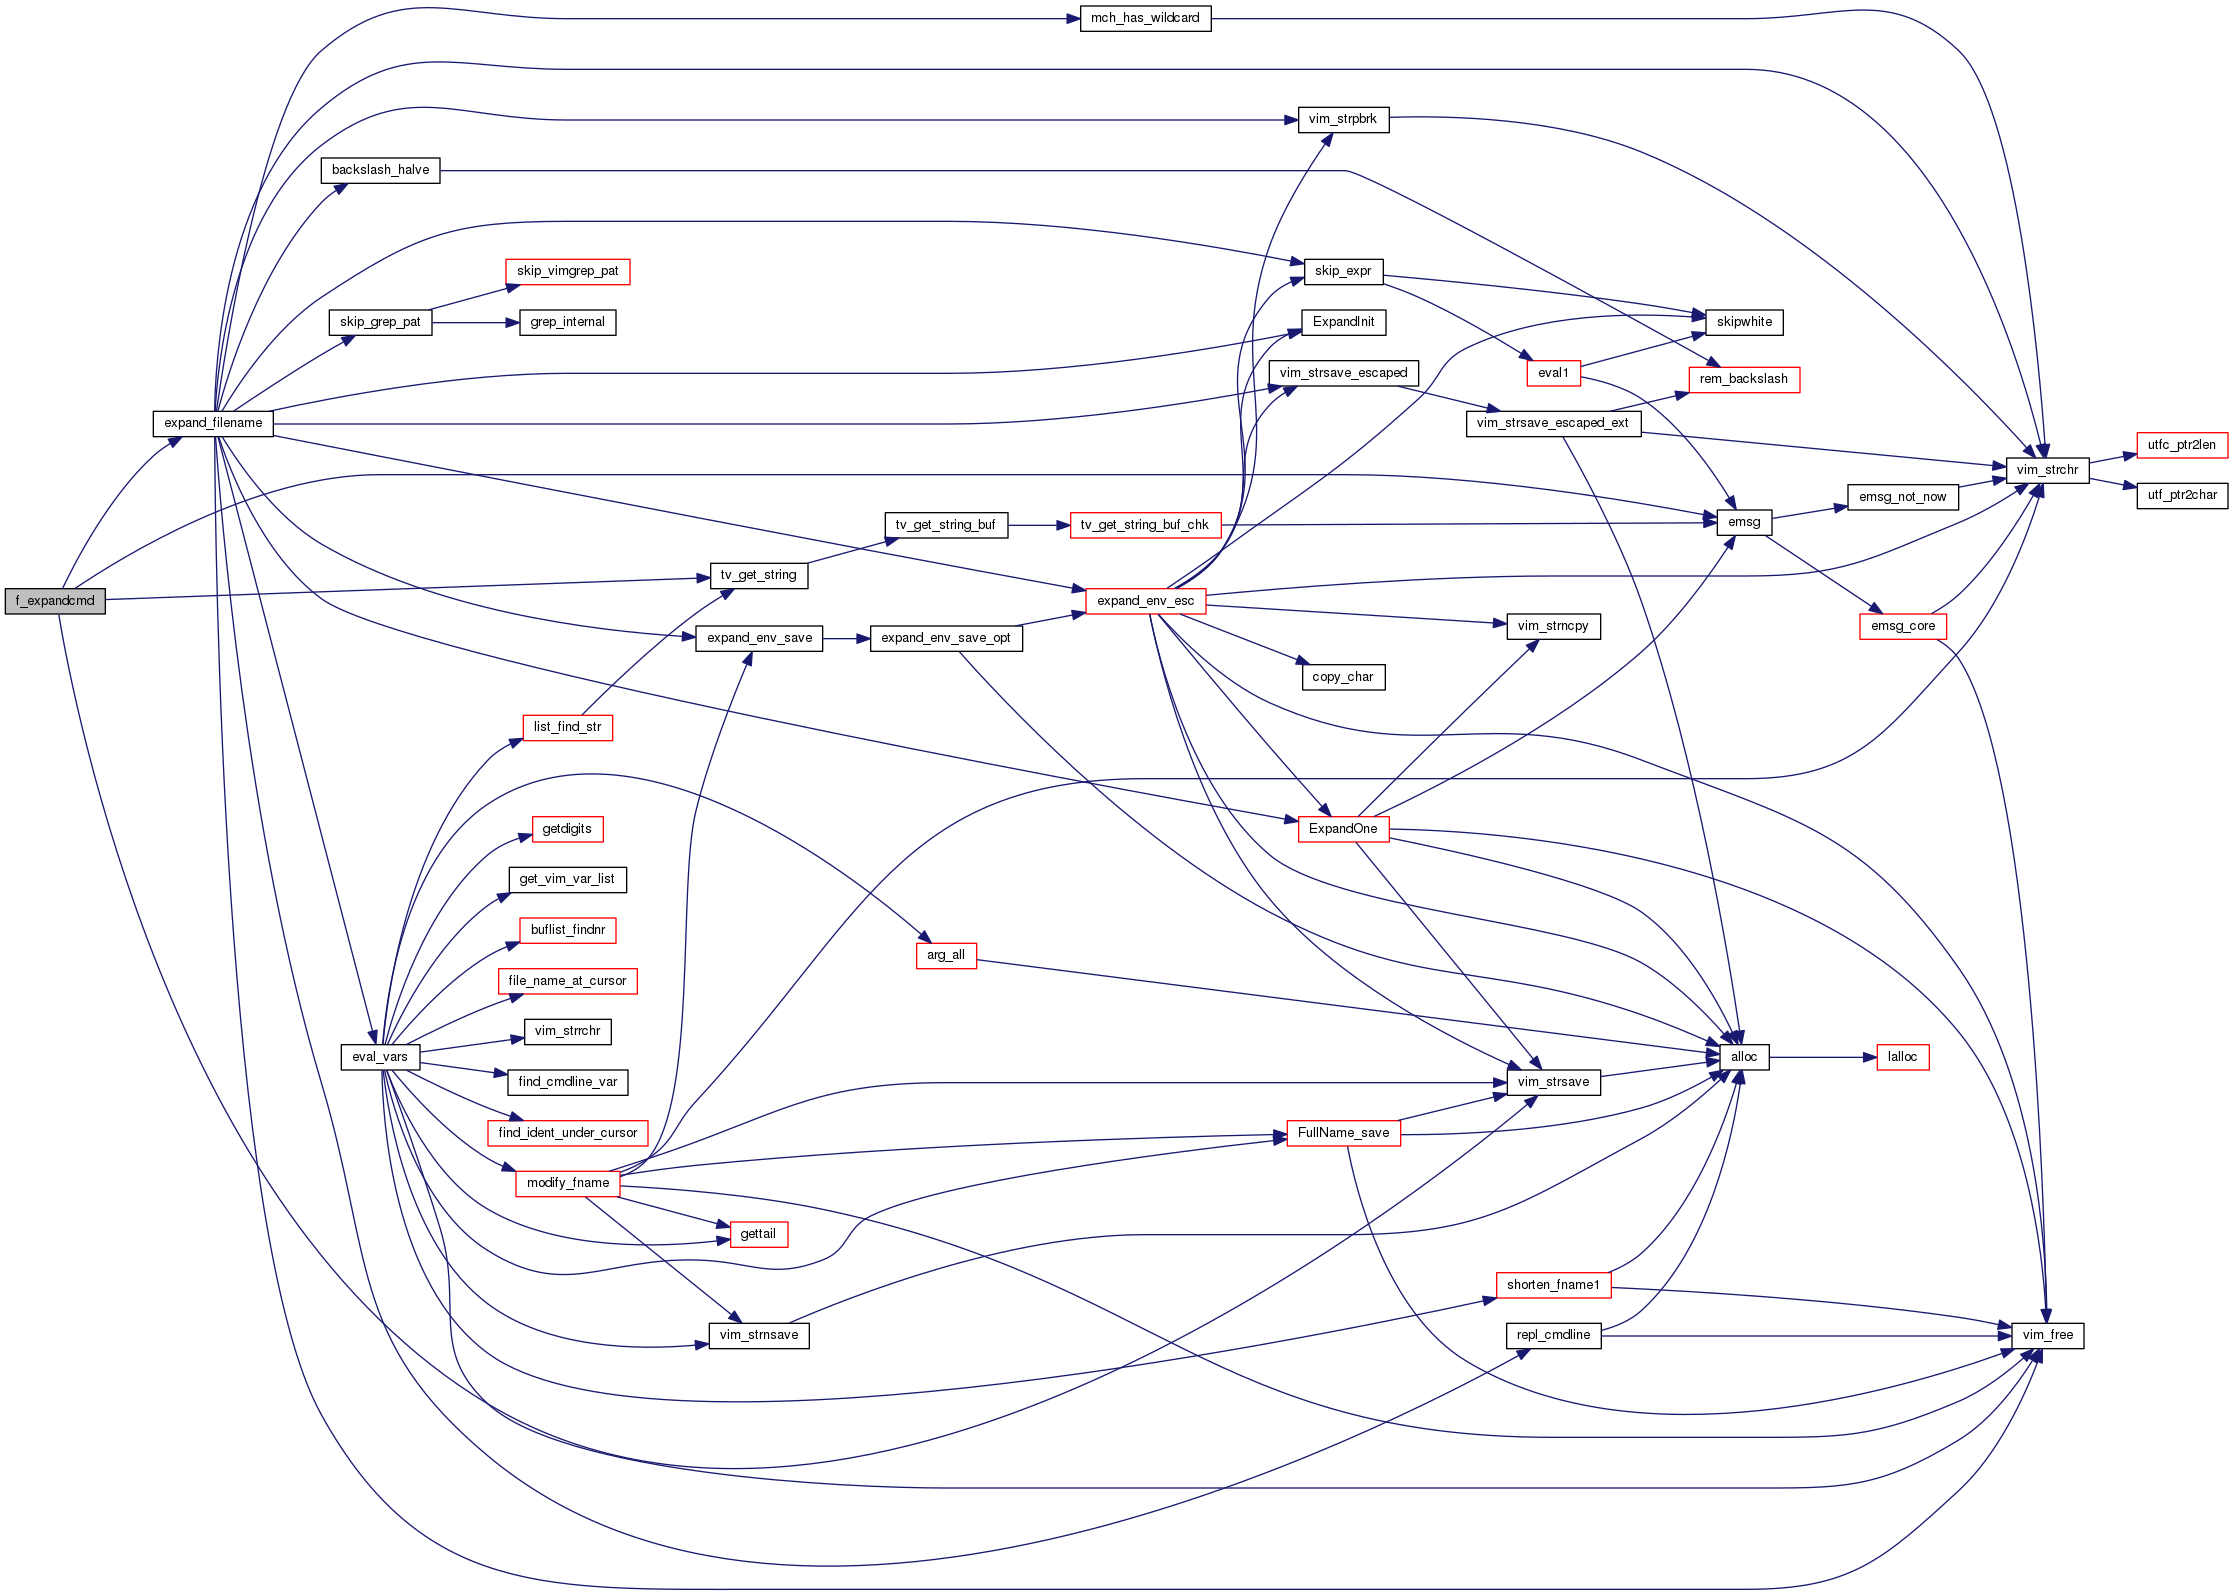 mch_has_wildcard
vim_strpbrk
backslash_halve
skip_vimgrep_pat
skip_expr
skip_grep_pat
grep_internal
ExpandInit
skipwhite
vim_strsave_escaped
eval1
rem_backslash
expand_filename
vim_strsave_escaped_ext
utfc_ptr2len
vim_strchr
emsg_not_now
utf_ptr2char
tv_get_string_buf
tv_get_string_buf_chk
emsg
tv_get_string
f_expandcmd
expand_env_esc
vim_strncpy
emsg_core
expand_env_save
expand_env_save_opt
copy_char
list_find_str
getdigits
ExpandOne
get_vim_var_list
buflist_findnr
arg_all
file_name_at_cursor
vim_strrchr
eval_vars
alloc
lalloc
find_cmdline_var
vim_strsave
find_ident_under_cursor
FullName_save
modify_fname
gettail
shorten_fname1
vim_strnsave
repl_cmdline
vim_free